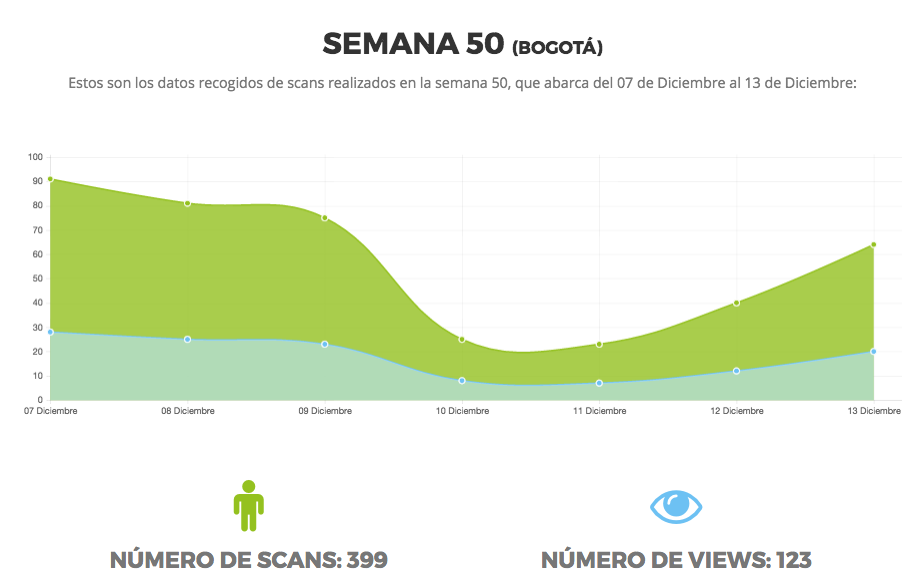 SEMANA 50 (BOGOTÁ)
Estos son los datos recogidos de scans realizados en la semana 50, que abarca del 07 de Diciembre al 13 de Diciembre:
100
90
80
70
60
50
40
30
20
10
0
07 Diciembre 08 Diciembre 09 Diciembre 10 Diciembre 11 Diciembre 12 Diciembre 13 Diciembre
NÚMERO DE SCANS: 399 NÚMERO DE VIEWS: 123